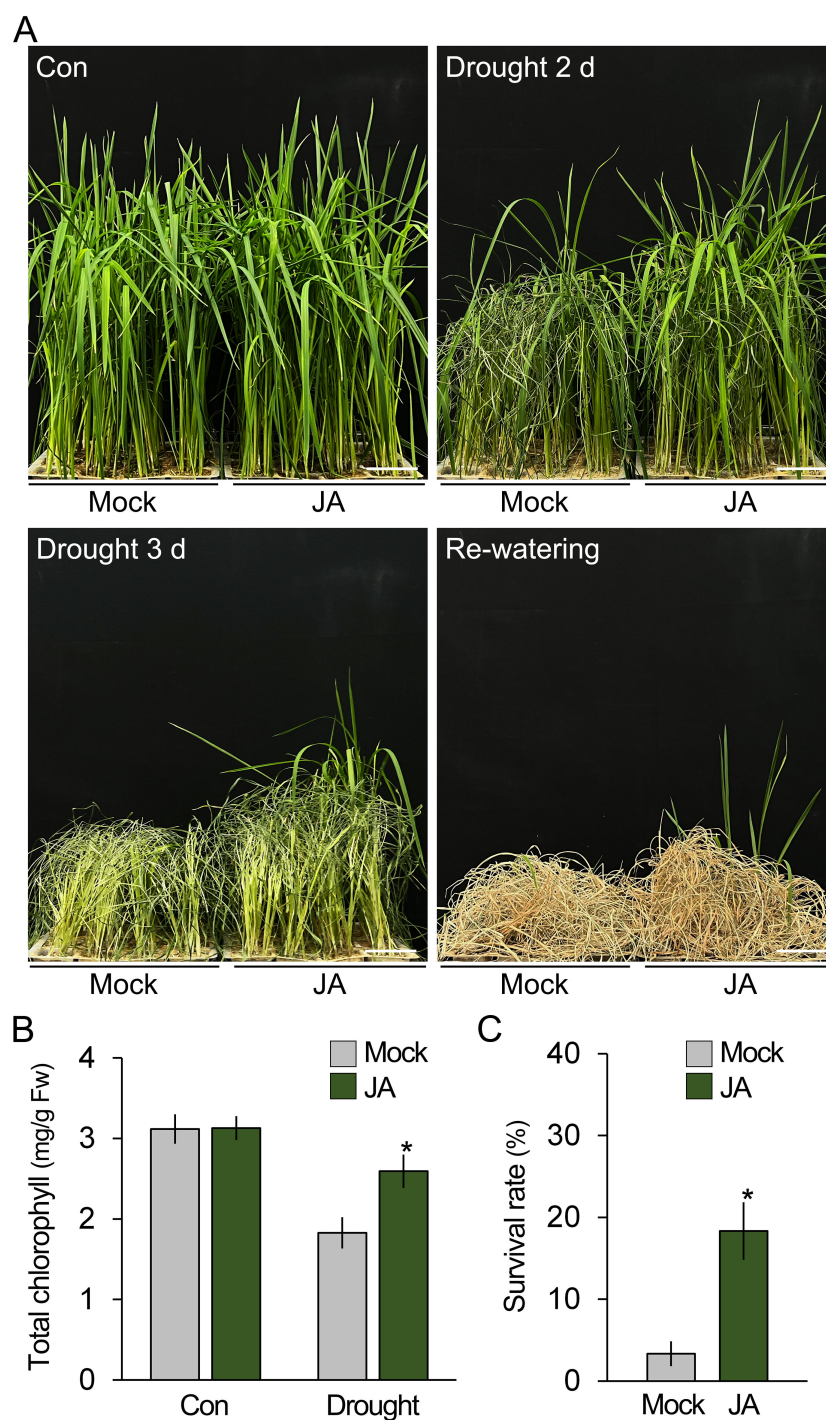 A
Con
Drought 2 d
Mock
JA
Mock
JA
Drought 3 d
Re-watering
Mock
JA
Mock
JA
B
Mock
JA
Total chlorophyll (mg/g Fw)
4
3
2
1
0
*
Con
Drought
C
Mock
JA
Survival rate (%)
40
30
20
10
0
*
Mock
JA